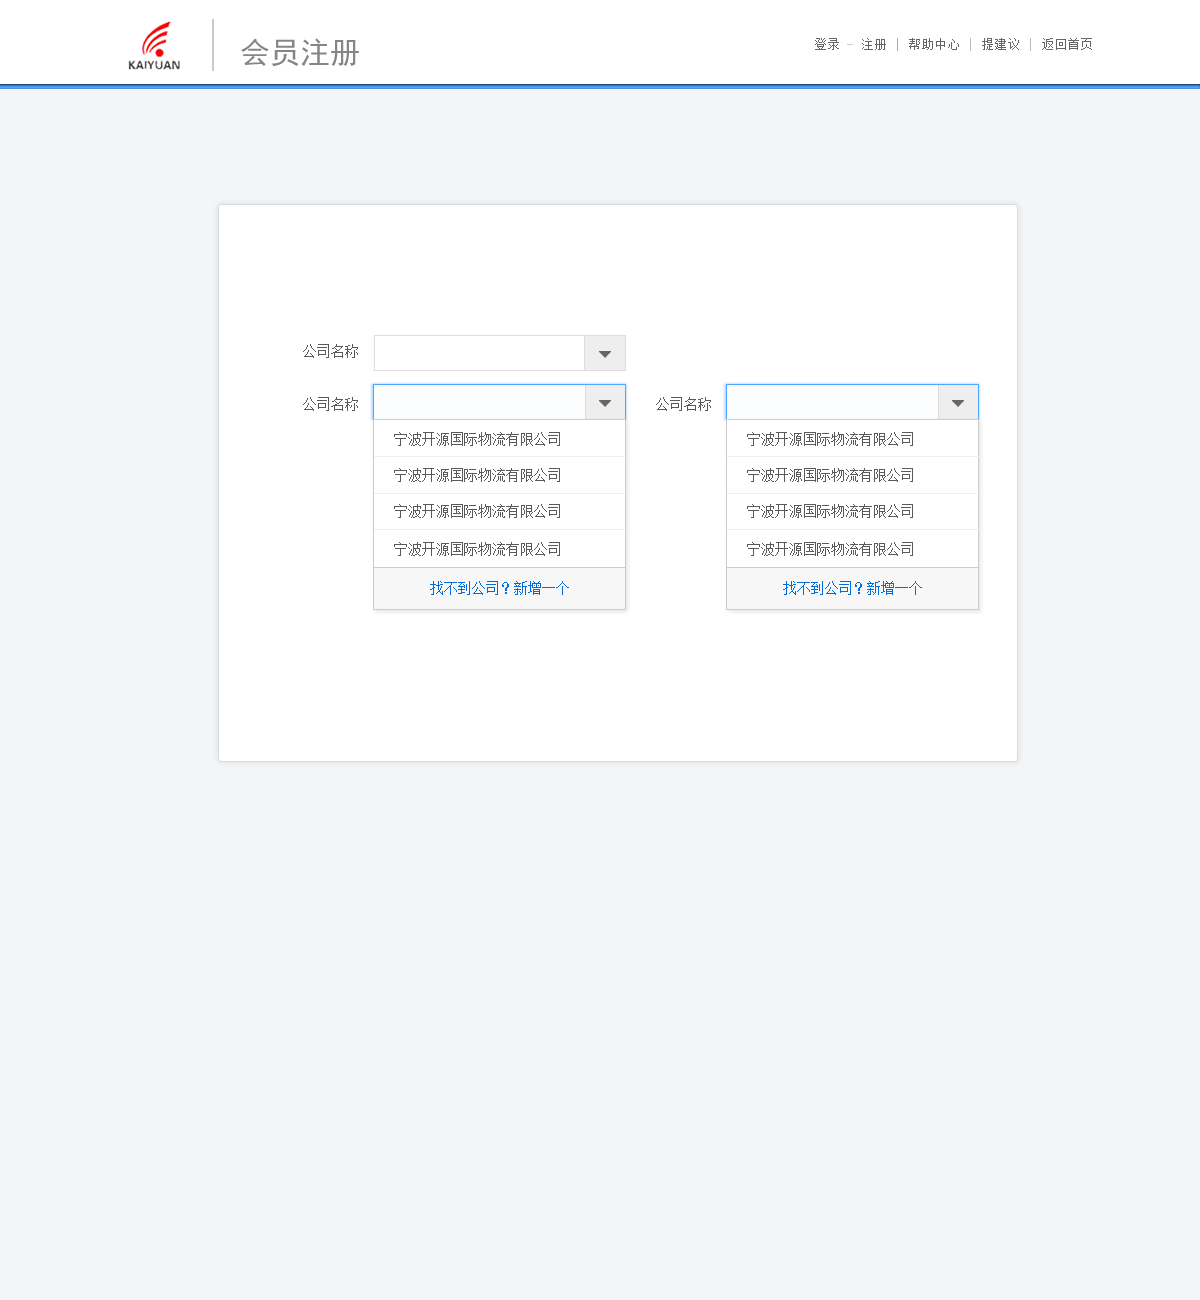 KAIYUAN
会员注册
登录 – 注册 | 帮助中心 | 提建议 | 返回首页
公司名称
公司名称 公司名称
宁波开源国际物流有限公司 宁波开源国际物流有限公司
宁波开源国际物流有限公司 宁波开源国际物流有限公司
宁波开源国际物流有限公司 宁波开源国际物流有限公司
宁波开源国际物流有限公司 宁波开源国际物流有限公司
找不到公司？新增一个 找不到公司？新增一个